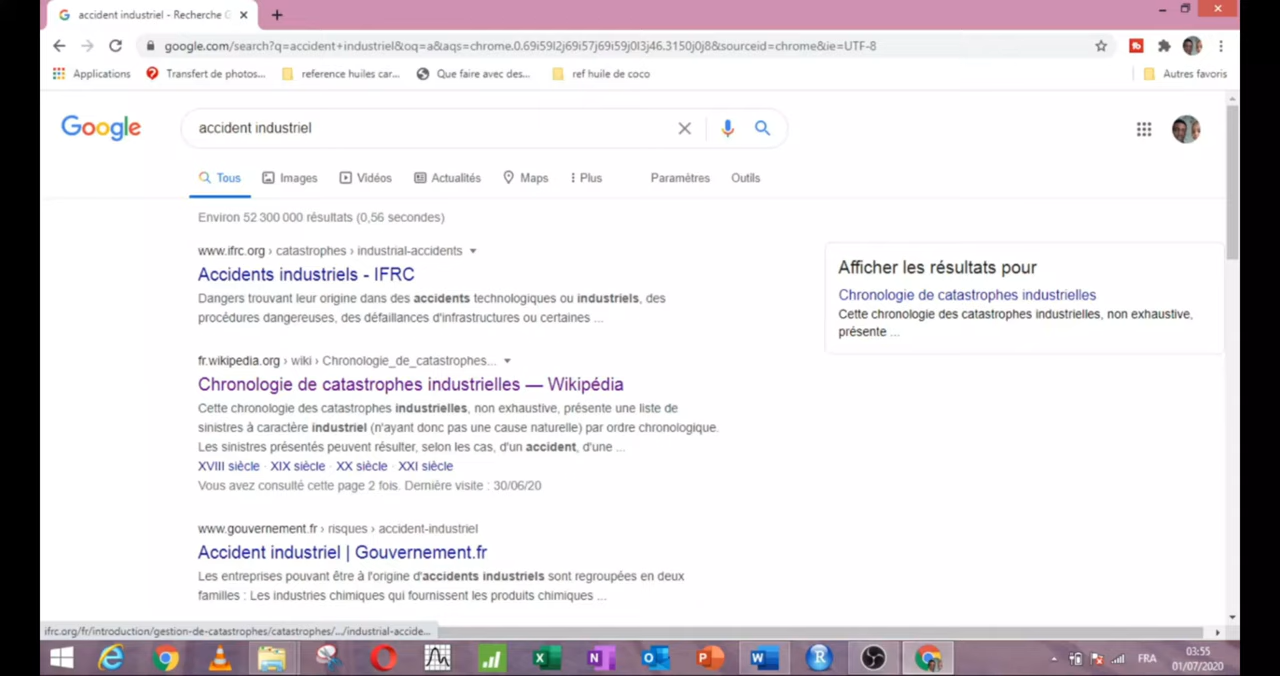 accident industriel - Recherche G
google.com/search?q=accident+industriel&oq=a&aqs=chrome.0.69i59l2j69i57j69i59j0l3j46.3150j0j8&sourceid=chrome&ie=UTF-8
Applications
Transfert de photos...
reference huiles car...
Que faire avec des...
ref huile de coco
Autres favoris
Google
accident industriel
Tous
Images
Vidéos
Actualités
Maps
Plus
Paramètres
Outils
Environ 52 300 000 résultats (0,56 secondes)
www.ifrc.org › catastrophes › industrial-accidents
Accidents industriels - IFRC
Dangers trouvant leur origine dans des accidents technologiques ou industriels, des
procédures dangereuses, des défaillances d'infrastructures ou certaines ...
fr.wikipedia.org › wiki › Chronologie_de_catastrophes...
Chronologie de catastrophes industrielles — Wikipédia
Cette chronologie des catastrophes industrielles, non exhaustive, présente une liste de
sinistres à caractère industriel (n'ayant donc pas une cause naturelle) par ordre chronologique.
Les sinistres présentés peuvent résulter, selon les cas, d'un accident, d'une ...
XVIII siècle · XIX siècle · XX siècle · XXI siècle
Vous avez consulté cette page 2 fois. Dernière visite : 30/06/20
www.gouvernement.fr › risques › accident-industriel
Accident industriel | Gouvernement.fr
Les entreprises pouvant être à l'origine d'accidents industriels sont regroupées en deux
familles : Les industries chimiques qui fournissent les produits chimiques ...
Afficher les résultats pour
Chronologie de catastrophes industrielles
Cette chronologie des catastrophes industrielles, non exhaustive,
présente ...
ifrc.org/fr/introduction/gestion-de-catastrophes/catastrophes/.../industrial-accide...
FRA
03:55
01/07/2020